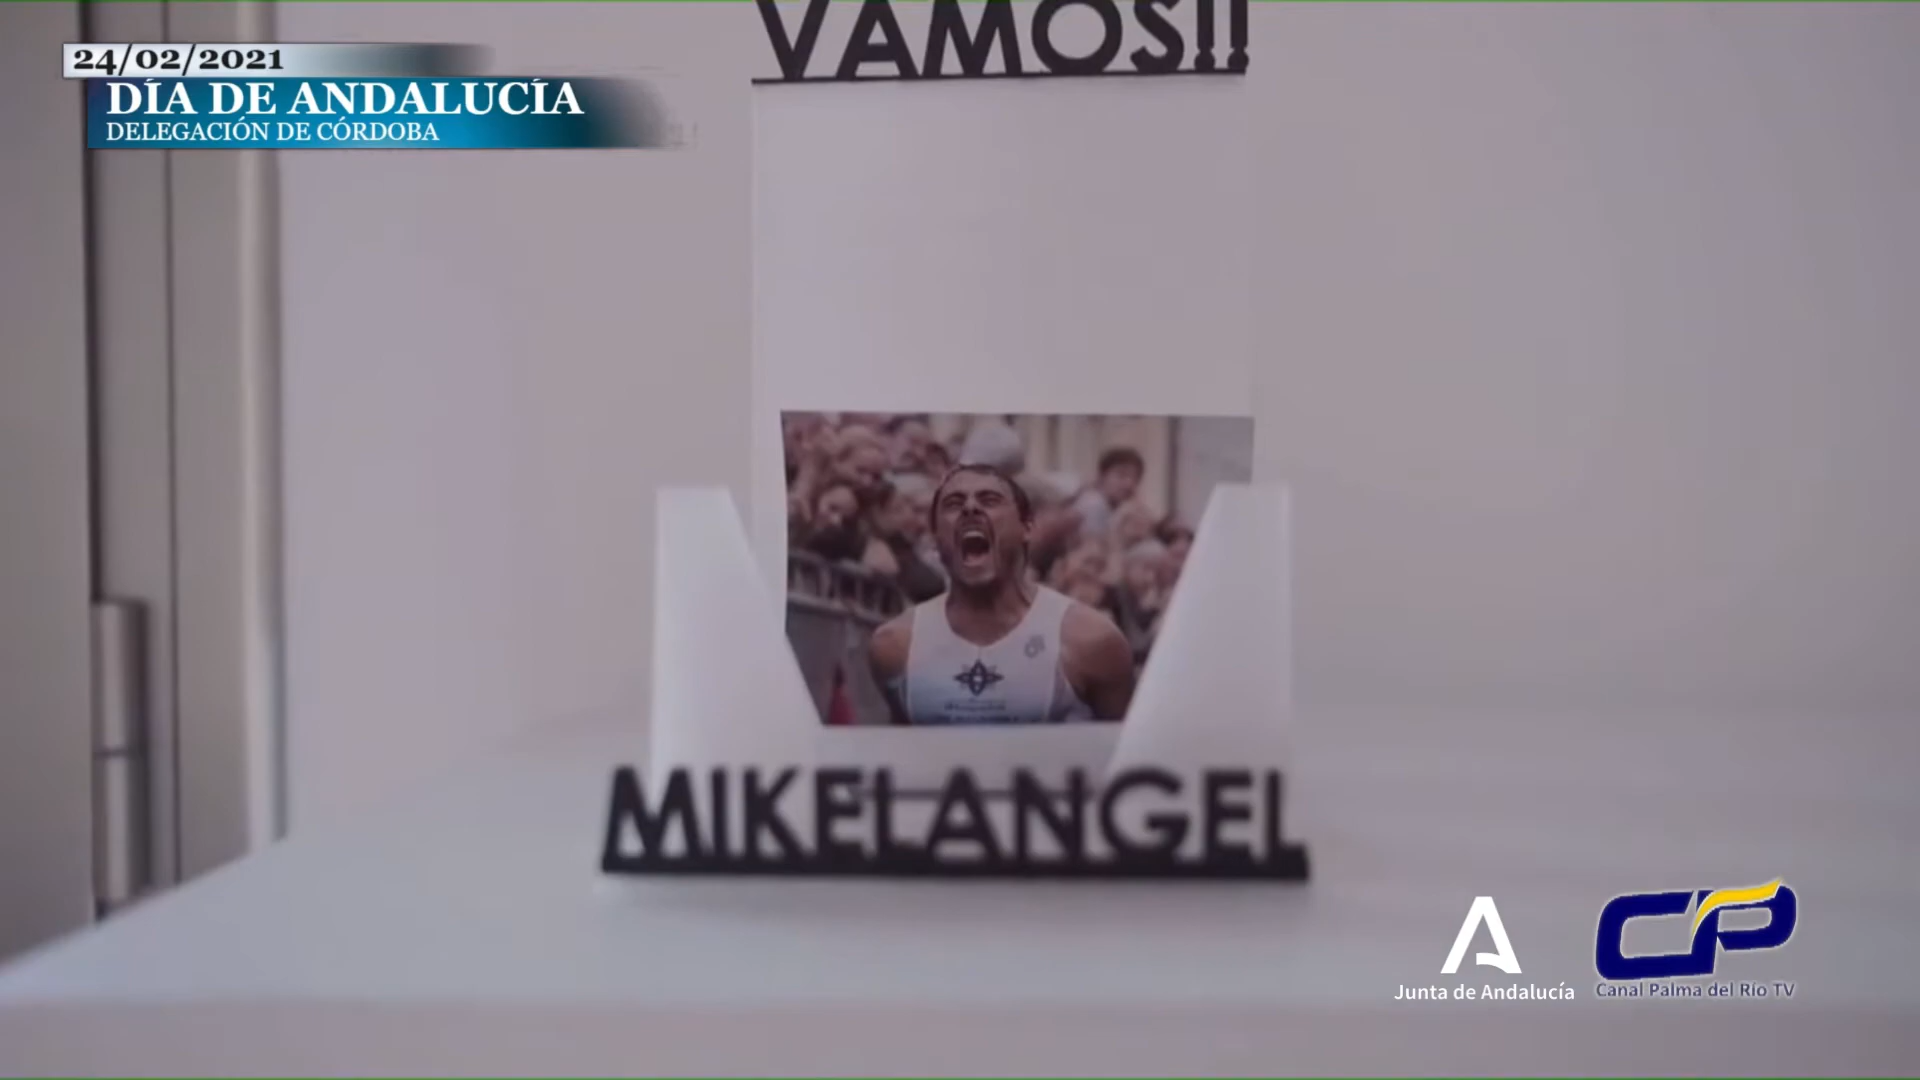 VAMOS!!
24/02/2021
DÍA DE ANDALUCÍA
DELEGACIÓN DE CÓRDOBA
MIKELANGEL
Junta de Andalucía
CP
Canal Palma del Río TV